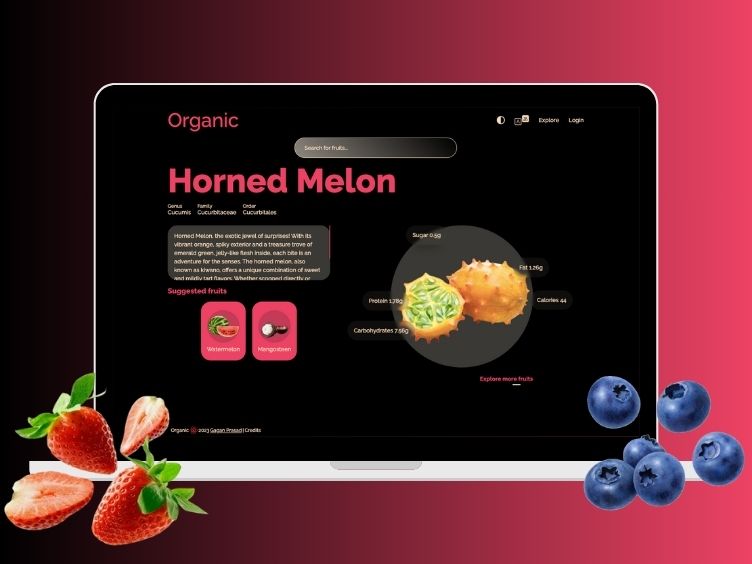 Organic
Explore
Login
Search for fruits...
Horned Melon
Genus
Family
Order
Cucumis
Cucurbitaceae
Cucurbitales
Horned Melon, the exotic jewel of surprises! With its
vibrant orange, spiky exterior and a treasure trove of
emerald green, jelly-like flesh inside, each bite is an
adventure for the senses. The horned melon, also
known as kiwano, offers a unique combination of sweet
and mildly tart flavors. Whether scooped directly or
Suggested fruits
Watermelon
Mangosteen
Sugar 0.5g
Fat 1.26g
Protein 1.78g
Calories 44
Carbohydrates 7.56g
Explore more fruits
Organic © 2023 Gagan Prasad | Credits